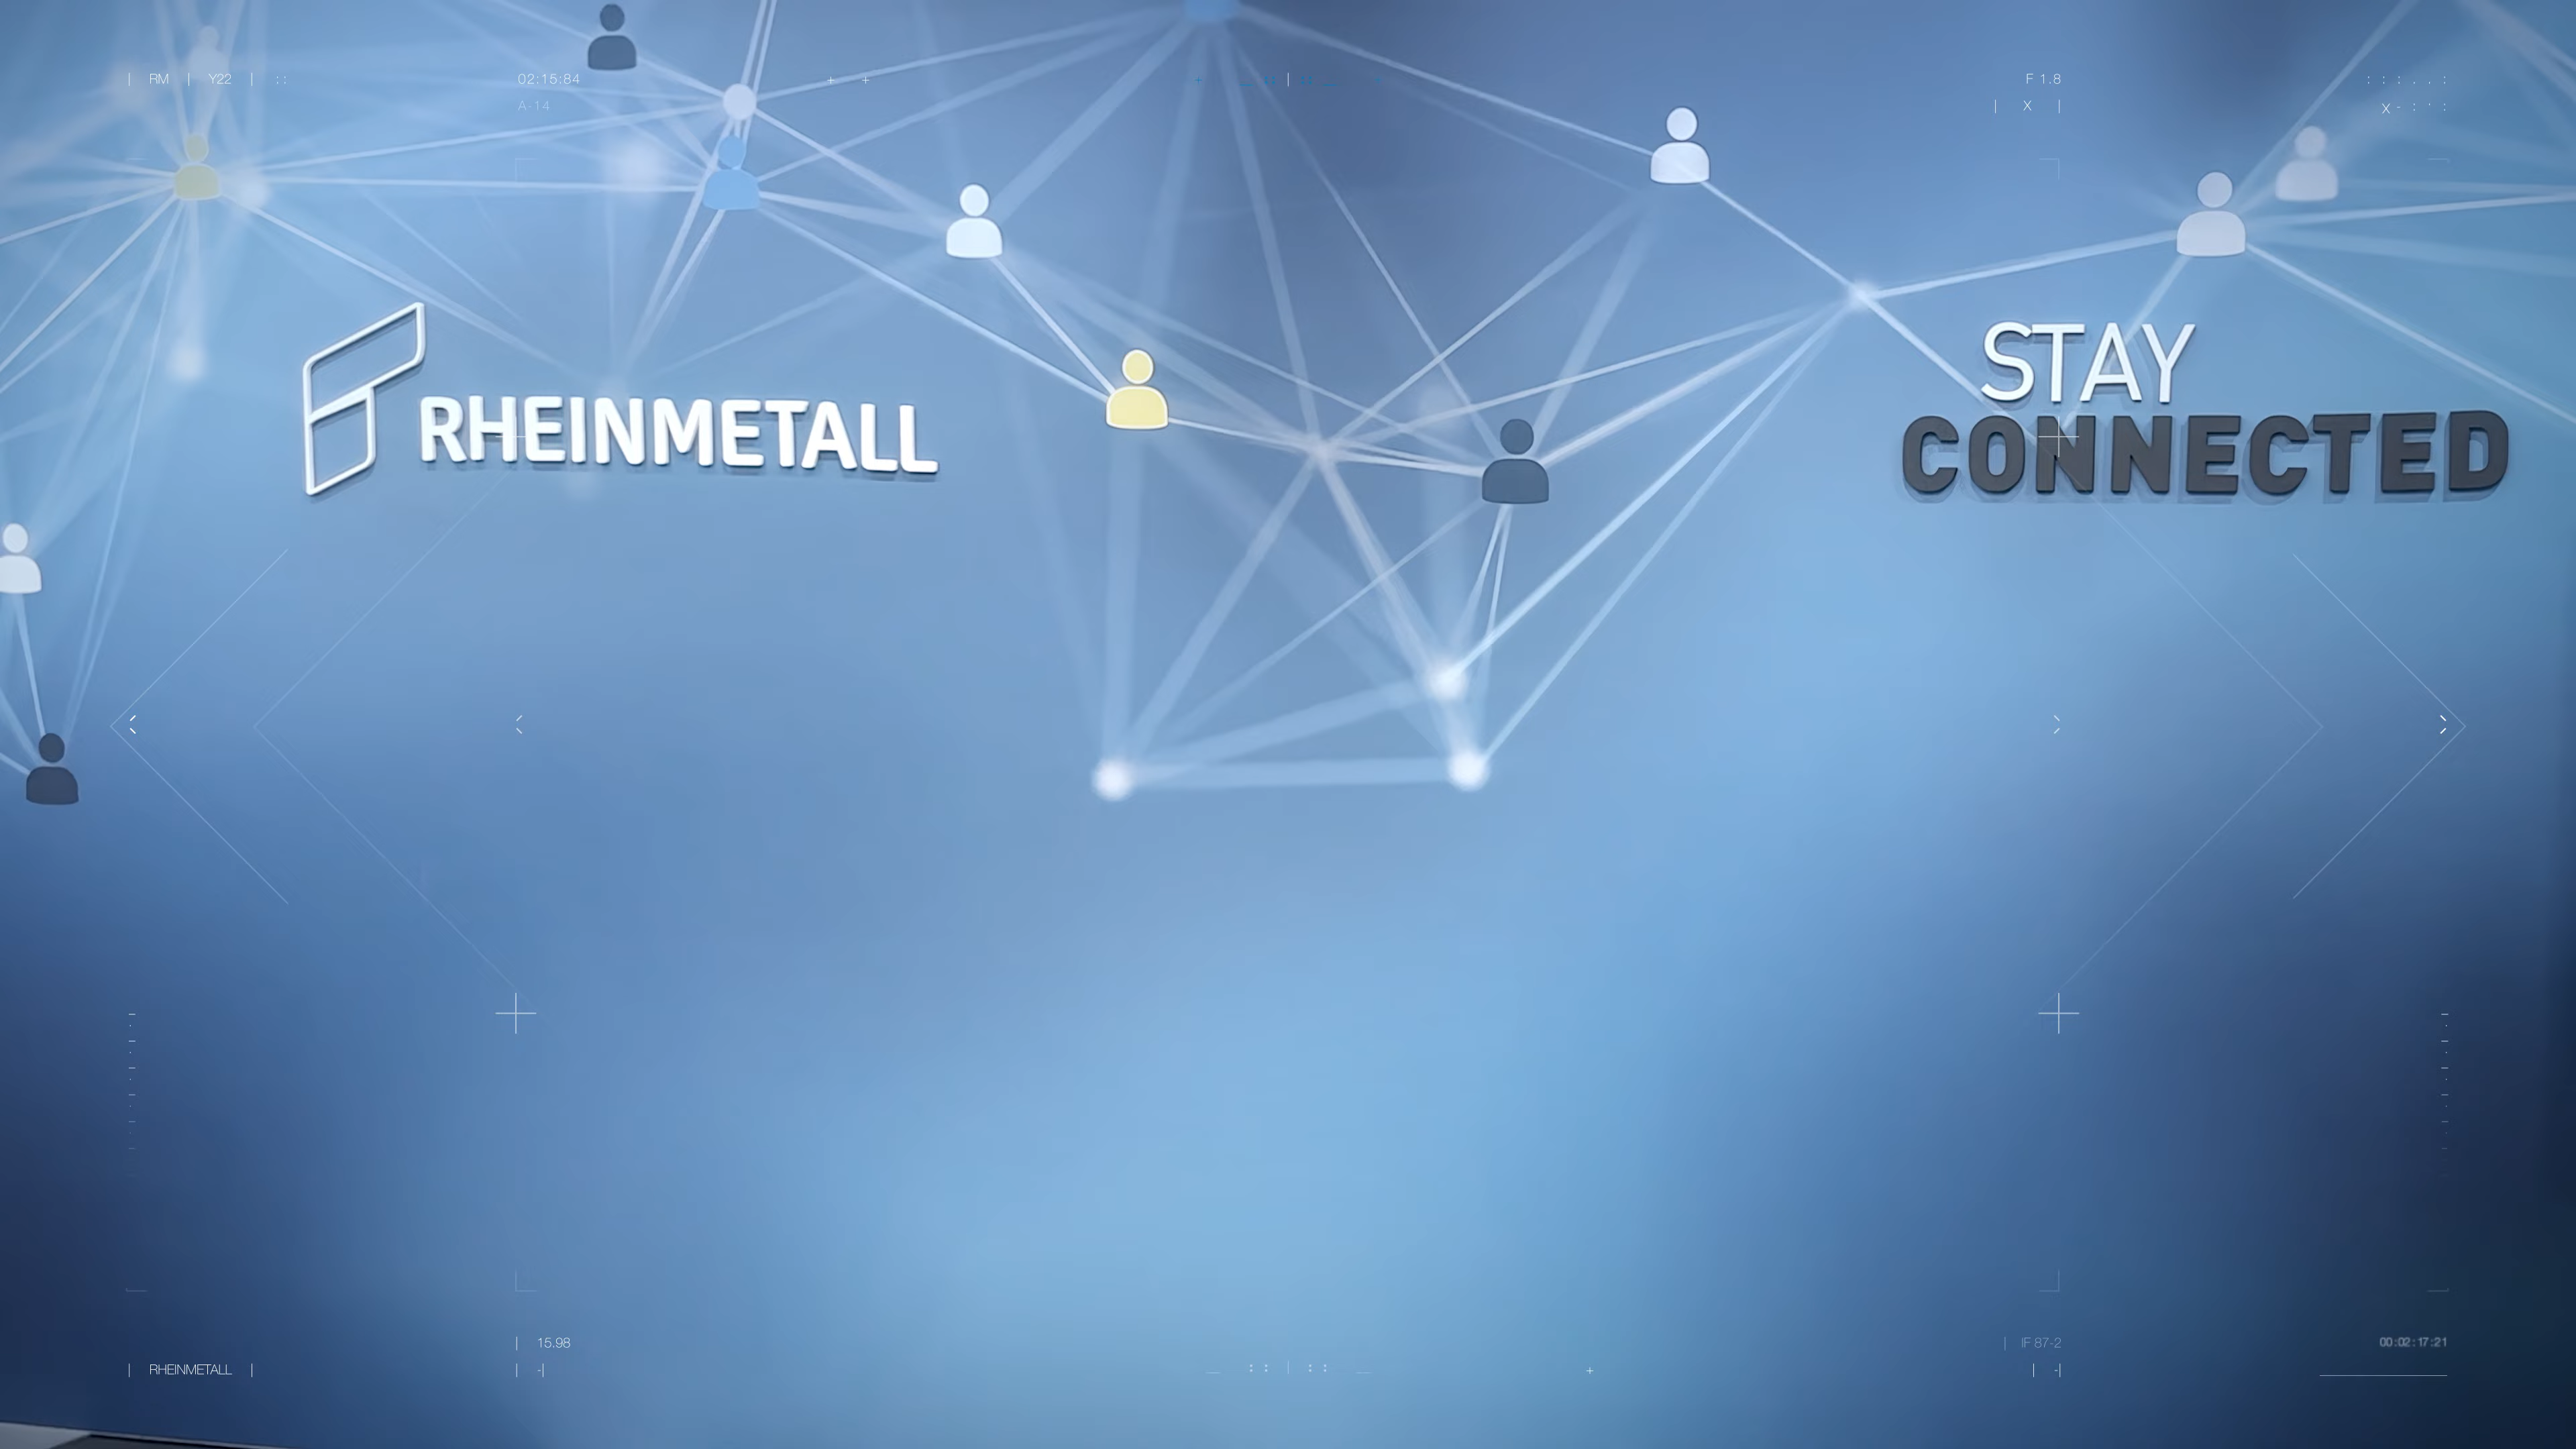 RM | Y22
02:15:84
A-14
F 1.8
X
X
RHEINMETALL
STAY
CONNECTED
15.98
IF 87-2
00:02:17:21
RHEINMETALL